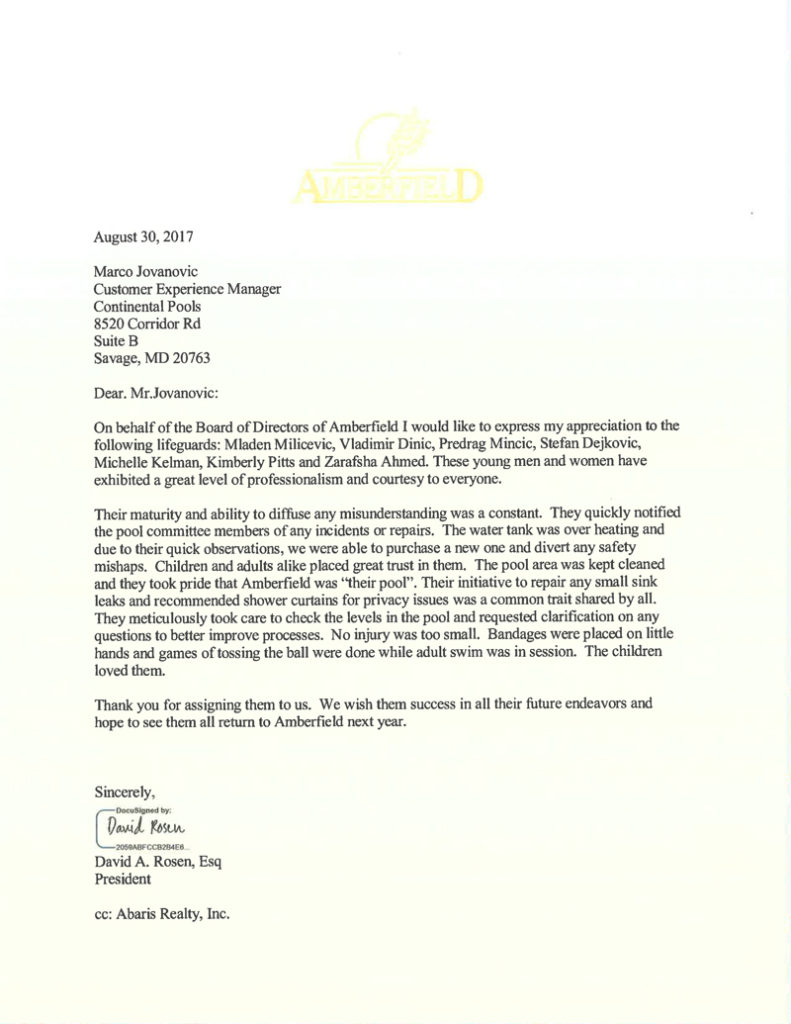 AMBERFIELD
August 30, 2017
Marco Jovanovic
Customer Experience Manager
Continental Pools
8520 Corridor Rd
Suite B
Savage, MD 20763
Dear. Mr.Jovanovic:
On behalf of the Board of Directors of Amberfield I would like to express my appreciation to the
following lifeguards: Mladen Milicevic, Vladimir Dinic, Predrag Mincic, Stefan Dejkovic,
Michelle Kelman, Kimberly Pitts and Zarafsha Ahmed. These young men and women have
exhibited a great level of professionalism and courtesy to everyone.
Their maturity and ability to diffuse any misunderstanding was a constant. They quickly notified
the pool committee members of any incidents or repairs. The water tank was over heating and
due to their quick observations, we were able to purchase a new one and divert any safety
mishaps. Children and adults alike placed great trust in them. The pool area was kept cleaned
and they took pride that Amberfield was “their pool”. Their initiative to repair any small sink
leaks and recommended shower curtains for privacy issues was a common trait shared by all.
They meticulously took care to check the levels in the pool and requested clarification on any
questions to better improve processes. No injury was too small. Bandages were placed on little
hands and games of tossing the ball were done while adult swim was in session. The children
loved them.
Thank you for assigning them to us. We wish them success in all their future endeavors and
hope to see them all return to Amberfield next year.
Sincerely,
DocuSigned by:
David Rosen
2059ABFCCB2B4E6...
David A. Rosen, Esq
President
cc: Abaris Realty, Inc.